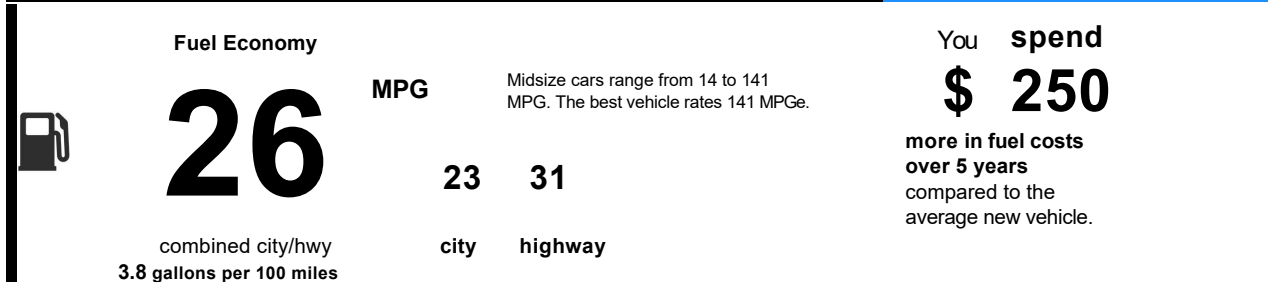 Fuel Economy
26
MPG
combined city/hwy
3.8 gallons per 100 miles
Midsize cars range from 14 to 141
MPG. The best vehicle rates 141 MPGe.
23 31
city highway
You spend
$ 250
more in fuel costs
over 5 years
compared to the
average new vehicle.